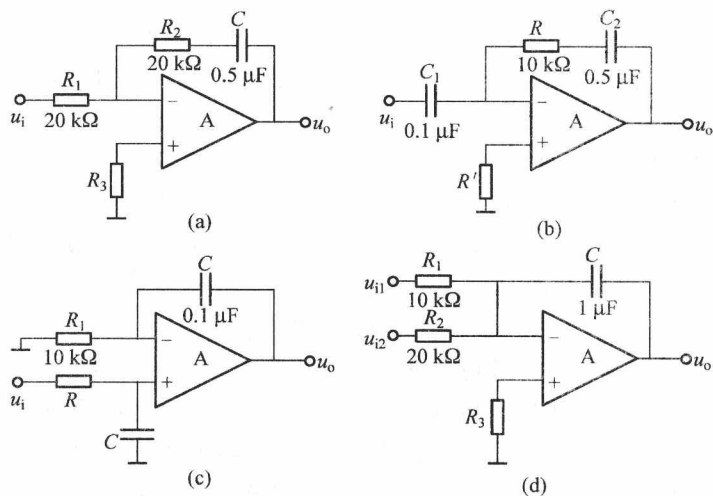 R2 C
20 kΩ 0.5 μF
R1
ui 20 kΩ
− + A
uo
R3
(a)
R C2
10 kΩ 0.5 μF
C1
ui 0.1 μF
− + A
uo
R′
(b)
C
0.1 μF
R1
10 kΩ
− + A
uo
ui R
C
(c)
R1 C
ui1 10 kΩ 1 μF
R2
ui2 20 kΩ
− + A
uo
R3
(d)